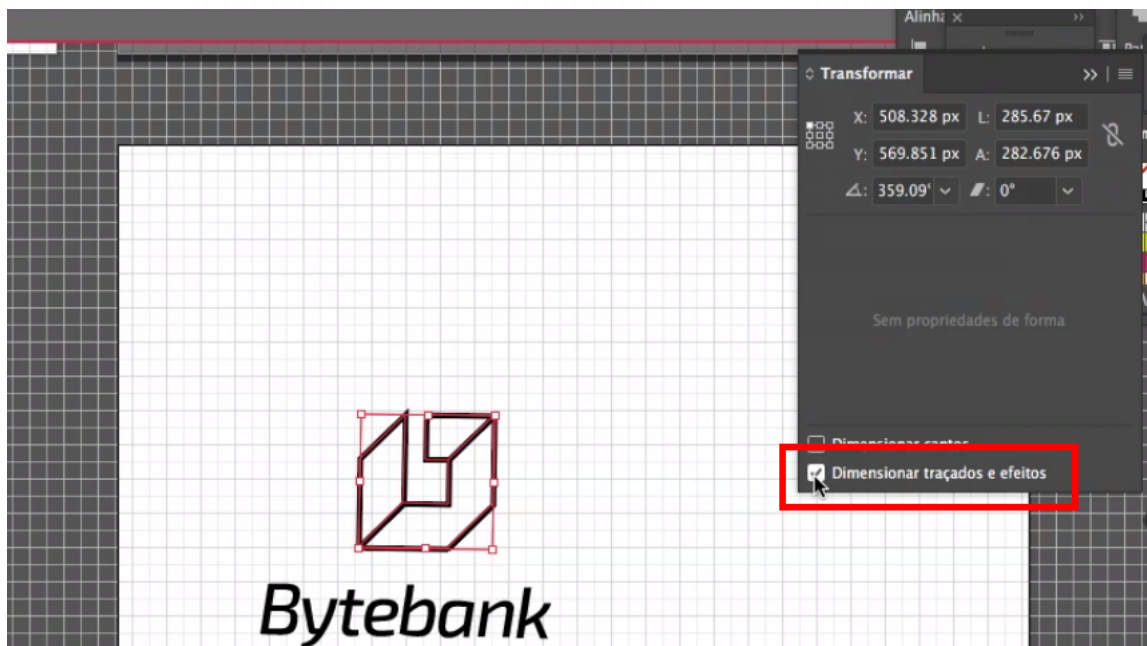 Alinha
Transformar
X: 508.328 px L: 285.67 px
Y: 569.851 px A: 282.676 px
359.09° 0°
Sem propriedades de forma
Dimensionar cantos
Dimensionar traçados e efeitos
Bytebank